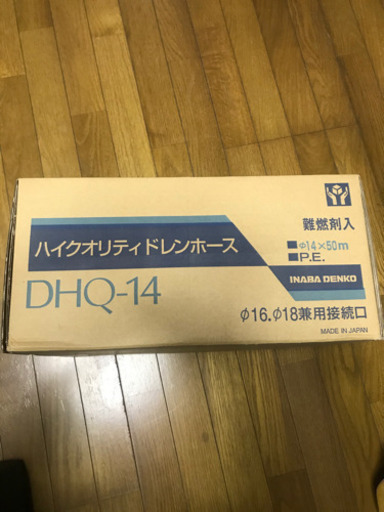 難燃剤入
ハイクオリティドレンホース
■φ14×50m
■P.E.
DHQ-14
INABA DENKO
φ16.φ18兼用接続口
MADE IN JAPAN